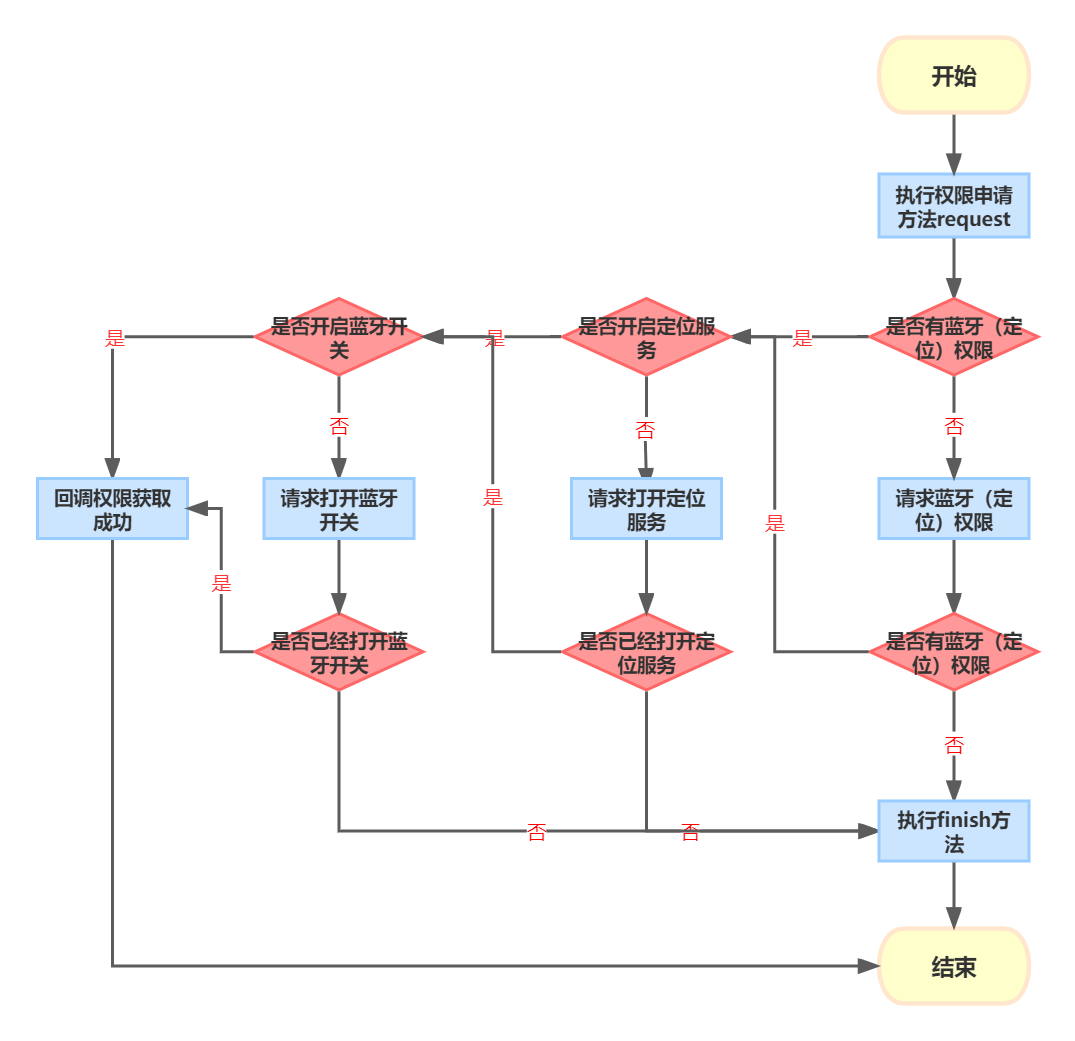 开始
执行权限申请
方法request
是否开启蓝牙开
关
是否开启定位服
务
是否有蓝牙（定
位）权限
是
是
是
否
否
否
回调权限获取
成功
请求打开蓝牙
开关
请求打开定位
服务
请求蓝牙（定
位）权限
是
是
是
是否已经打开蓝
牙开关
是否已经打开定
位服务
是否有蓝牙（定
位）权限
否
否
否
执行finish方
法
结束